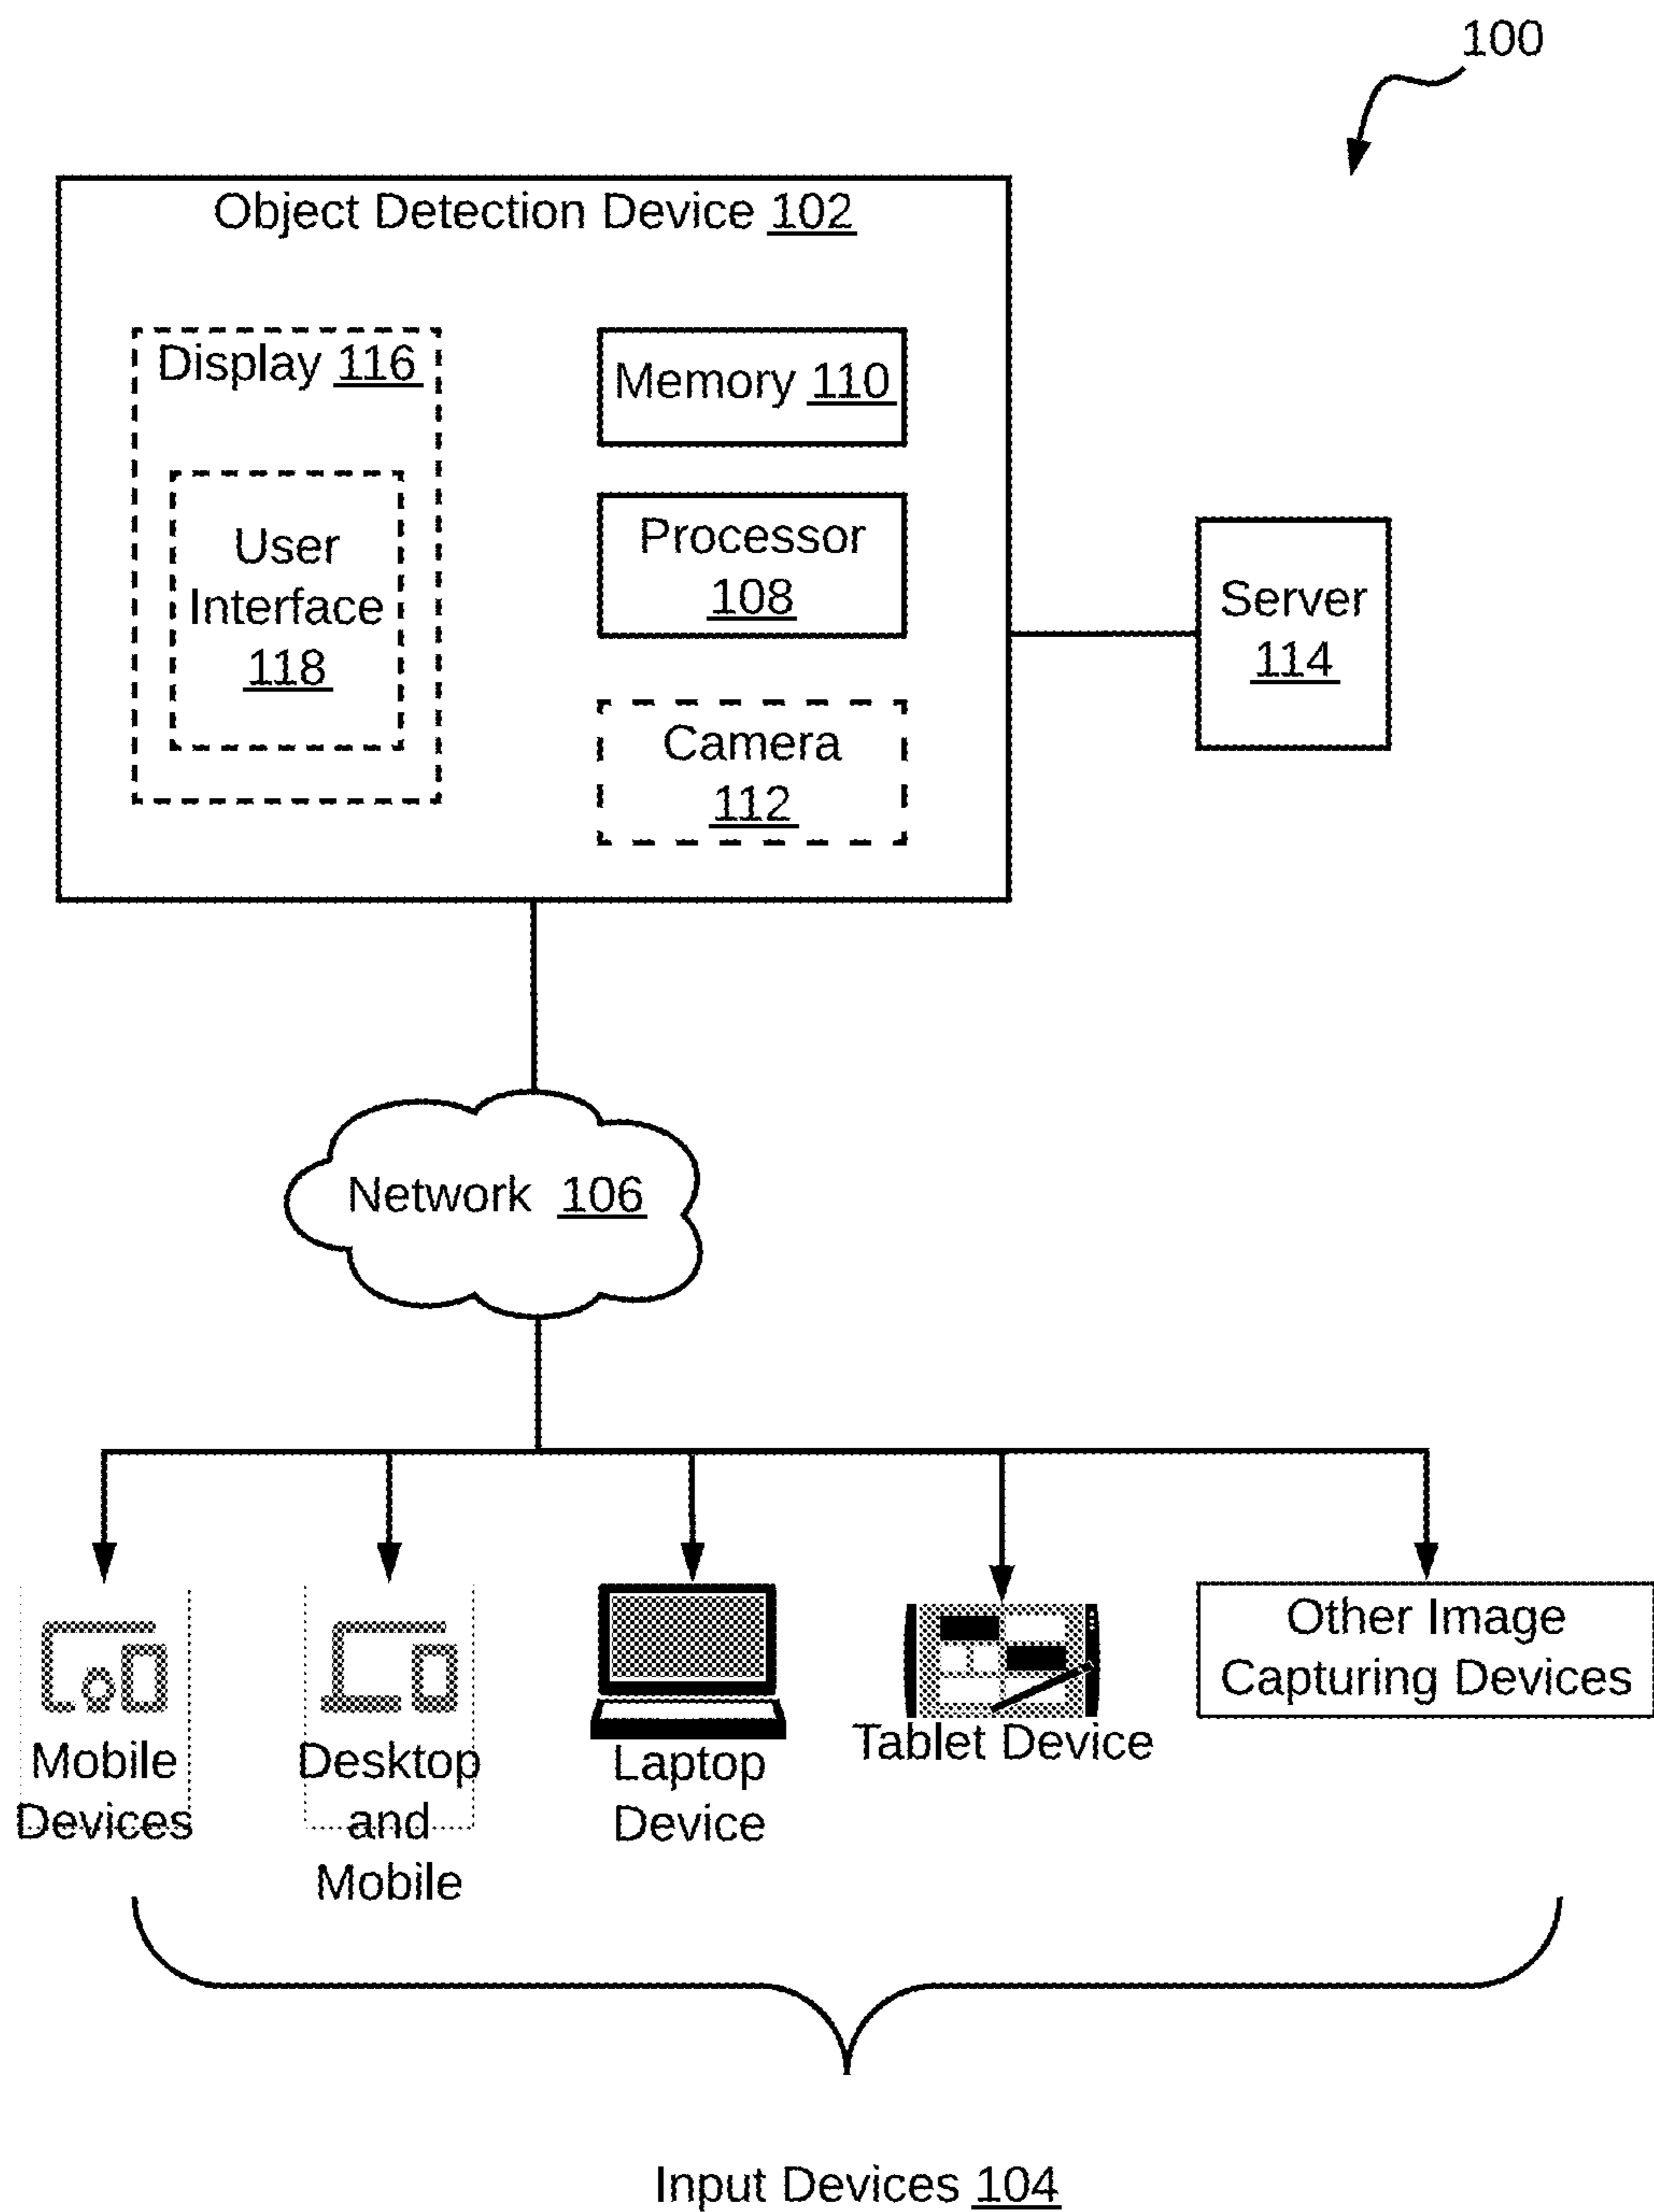 100
Object Detection Device 102
Display 116
User
Interface
118
Memory 110
Processor
108
Camera
112
Server
114
Network 106
Mobile
Devices
Desktop
and
Mobile
Laptop
Device
Tablet Device
Other Image
Capturing Devices
Input Devices 104